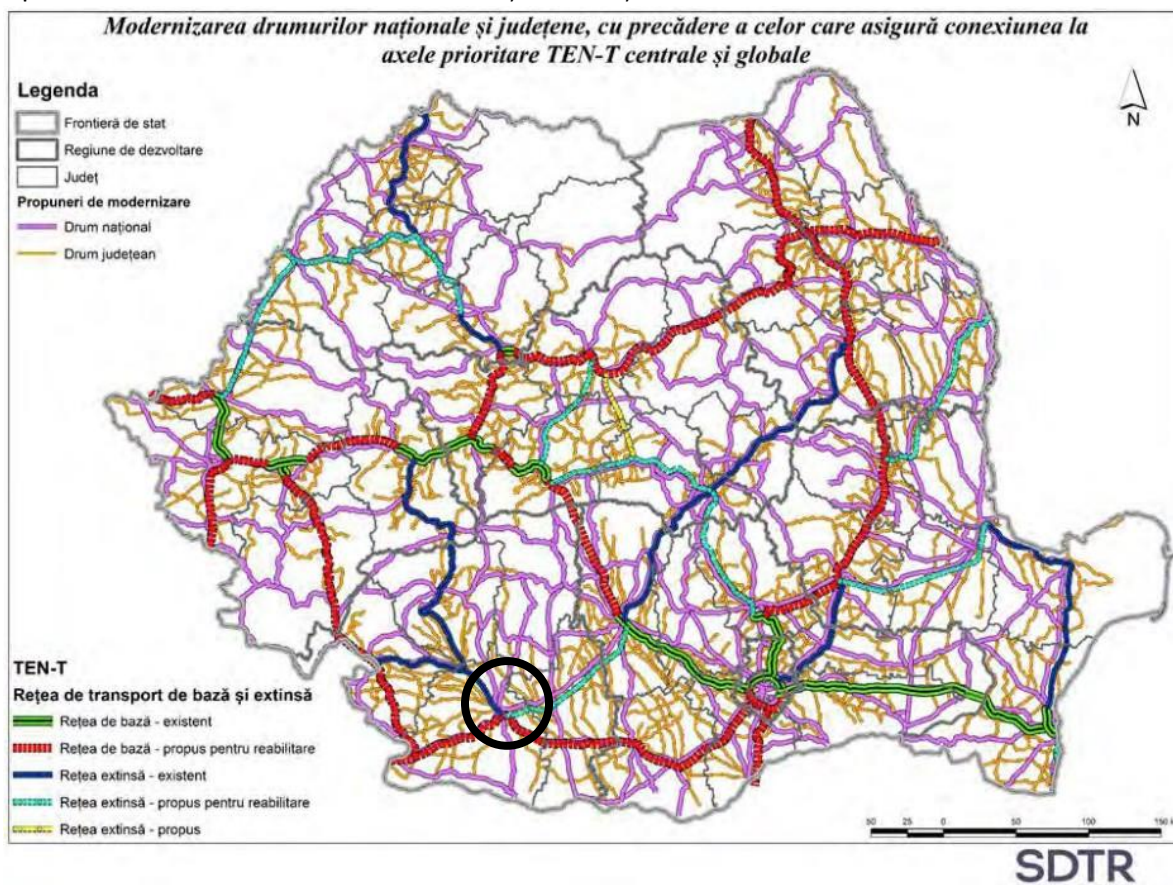 Modernizarea drumurilor naționale și județene, cu precădere a celor care asigură conexiunea la
axele prioritare TEN-T centrale și globale
Legenda
Frontieră de stat
Regiune de dezvoltare
Județ
Propuneri de modernizare
Drum național
Drum județean
N
TEN-T
Rețea de transport de bază și extinsă
Rețea de bază - existent
Rețea de bază - propus pentru reabilitare
Rețea extinsă - existent
Rețea extinsă - propus pentru reabilitare
Rețea extinsă - propus
50 25 0 50 100 150 k
SDTR